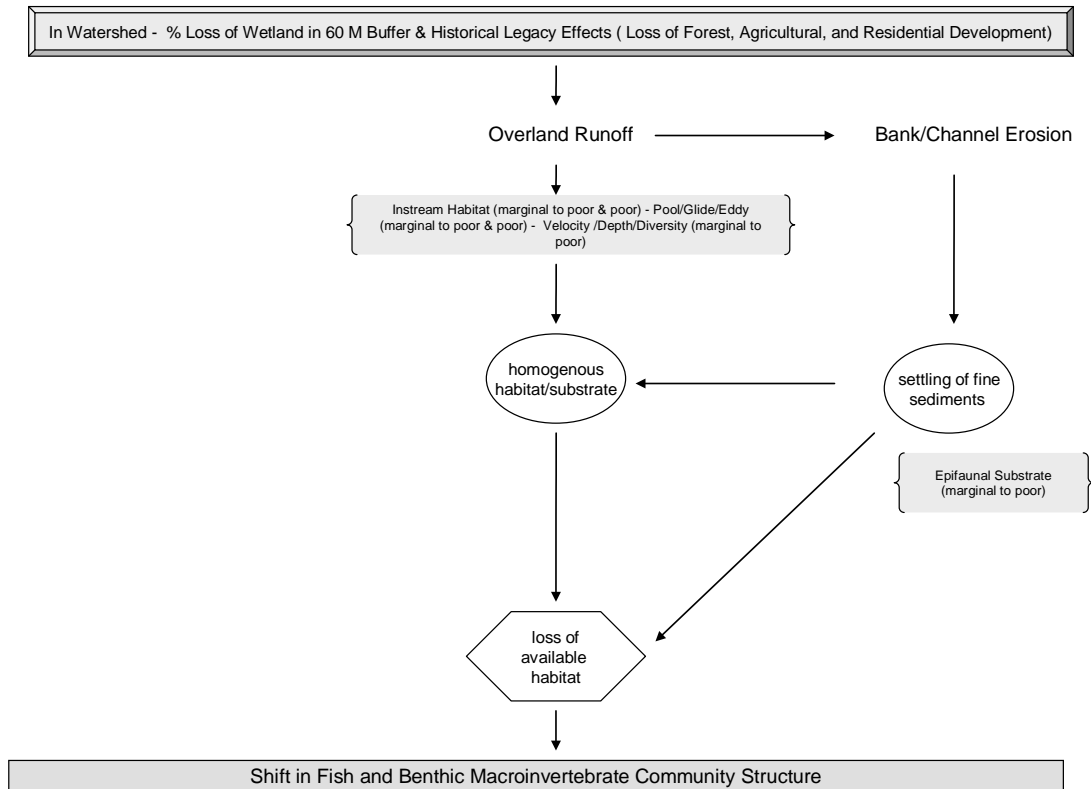 In Watershed - % Loss of Wetland in 60 M Buffer & Historical Legacy Effects ( Loss of Forest, Agricultural, and Residential Development)
Overland Runoff
Bank/Channel Erosion
Instream Habitat (marginal to poor & poor) - Pool/Glide/Eddy
(marginal to poor & poor) - Velocity /Depth/Diversity (marginal to
poor)
homogenous
habitat/substrate
settling of fine
sediments
Epifaunal Substrate
(marginal to poor)
loss of
available
habitat
Shift in Fish and Benthic Macroinvertebrate Community Structure